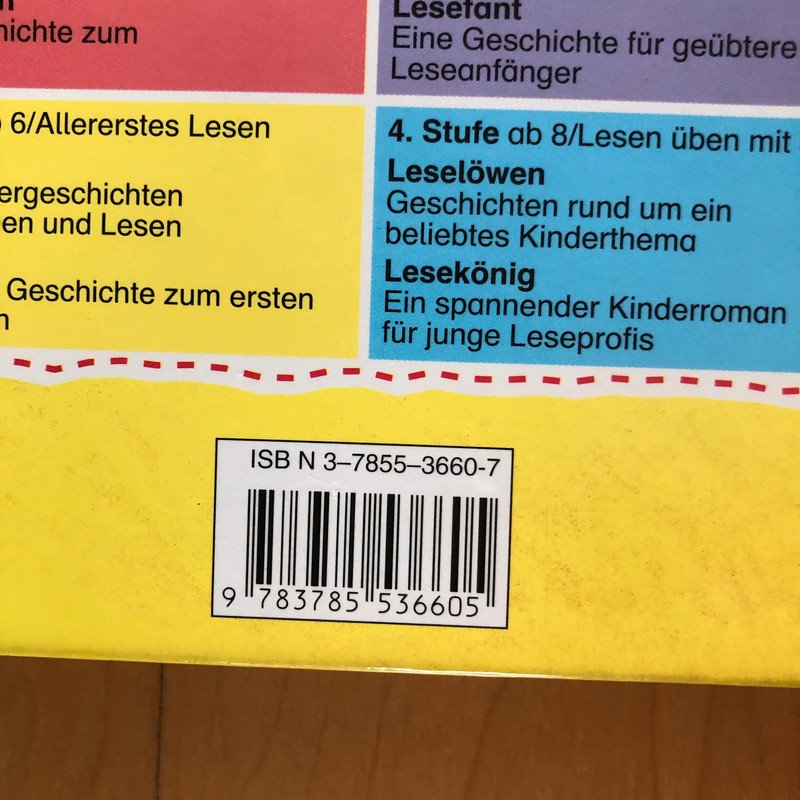 hichte zum
Lesefant
Eine Geschichte für geübtere
Leseanfänger
6/Allererstes Lesen
ergeschichten
en und Lesen
Geschichte zum ersten
n
4. Stufe ab 8/Lesen üben mit
Leselöwen
Geschichten rund um ein
beliebtes Kinderthema
Lesekönig
Ein spannender Kinderroman
für junge Leseprofis
ISBN 3-7855-3660-7
9 783785 536605